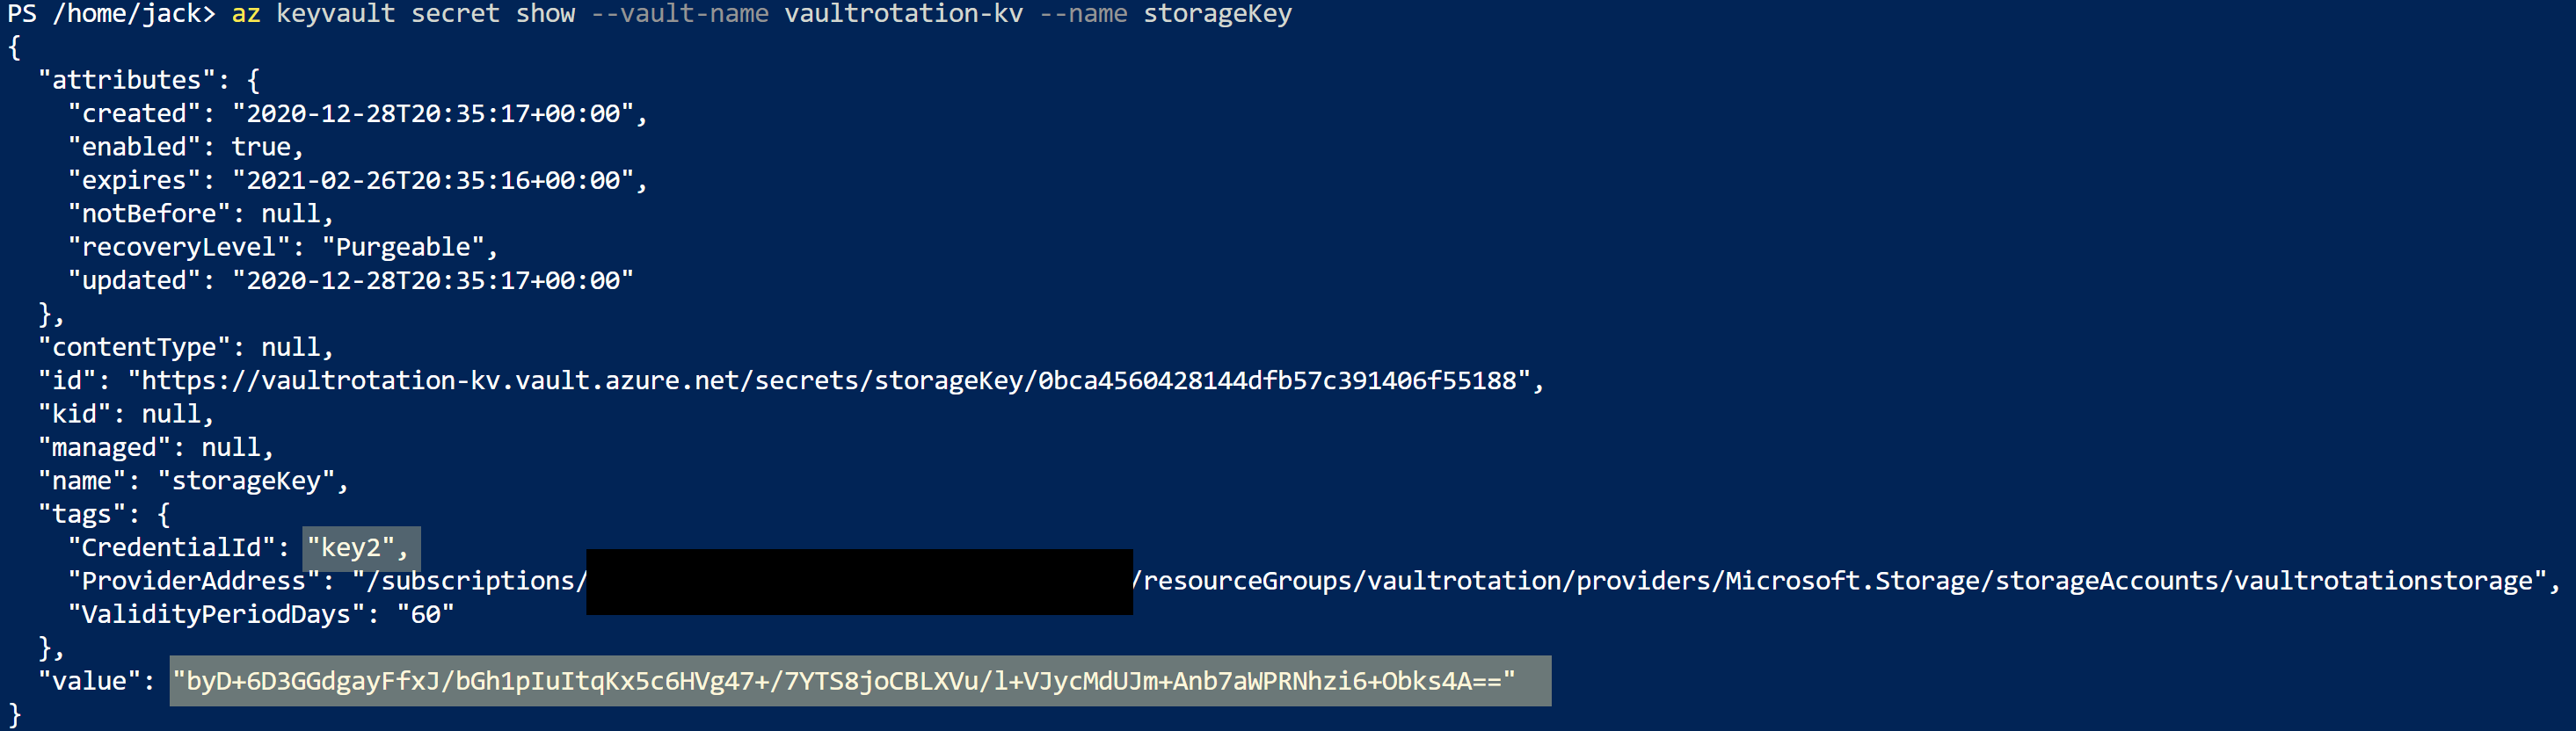 PS /home/jack> az keyvault secret show --vault-name vaultrotation-kv --name storageKey
{
  "attributes": {
    "created": "2020-12-28T20:35:17+00:00",
    "enabled": true,
    "expires": "2021-02-26T20:35:16+00:00",
    "notBefore": null,
    "recoveryLevel": "Purgeable",
    "updated": "2020-12-28T20:35:17+00:00"
  },
  "contentType": null,
  "id": "https://vaultrotation-kv.vault.azure.net/secrets/storageKey/0bca4560428144dfb57c391406f55188",
  "kid": null,
  "managed": null,
  "name": "storageKey",
  "tags": {
    "CredentialId": "key2",
    "ProviderAddress": "/subscriptions/ /resourceGroups/vaultrotation/providers/Microsoft.Storage/storageAccounts/vaultrotationstorage",
    "ValidityPeriodDays": "60"
  },
  "value": "byD+6D3GGdgayFfxJ/bGh1pIuItqKx5c6HVg47+/7YTS8joCBLXVu/l+VJycMdUJm+Anb7aWPRNhzi6+Obks4A=="
}